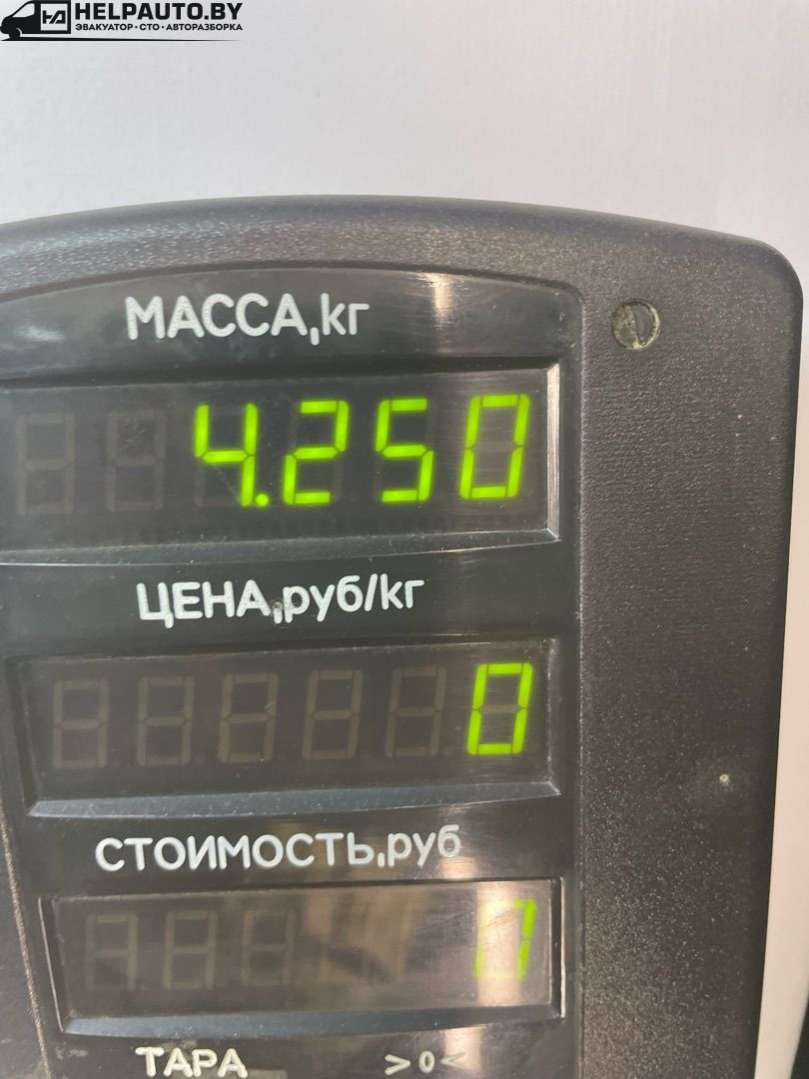 HELPAUTO.BY
ЭВАКУАТОР•СТО•АВТОРАЗБОРКА
МАССА,кг
4.250
ЦЕНА,руб/кг
0
СТОИМОСТЬ,руб
0
ТАРА >0<